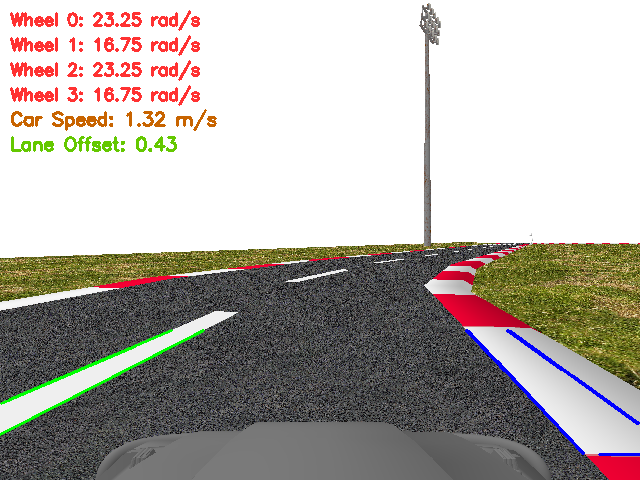 Wheel 0: 23.25 rad/s
Wheel 1: 16.75 rad/s
Wheel 2: 23.25 rad/s
Wheel 3: 16.75 rad/s
Car Speed: 1.32 m/s
Lane Offset: 0.43